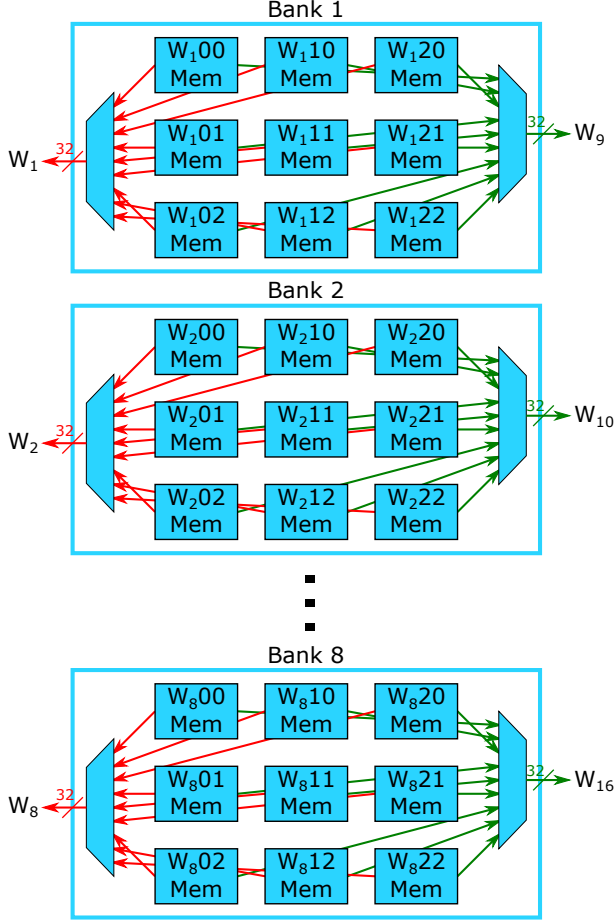 Bank 1
W₁00 Mem W₁10 Mem W₁20 Mem
32 W₁ 32 W₉
W₁01 Mem W₁11 Mem W₁21 Mem
W₁02 Mem W₁12 Mem W₁22 Mem
Bank 2
W₂00 Mem W₂10 Mem W₂20 Mem
32 W₂ 32 W₁₀
W₂01 Mem W₂11 Mem W₂21 Mem
W₂02 Mem W₂12 Mem W₂22 Mem
Bank 8
W₈00 Mem W₈10 Mem W₈20 Mem
32 W₈ 32 W₁₆
W₈01 Mem W₈11 Mem W₈21 Mem
W₈02 Mem W₈12 Mem W₈22 Mem